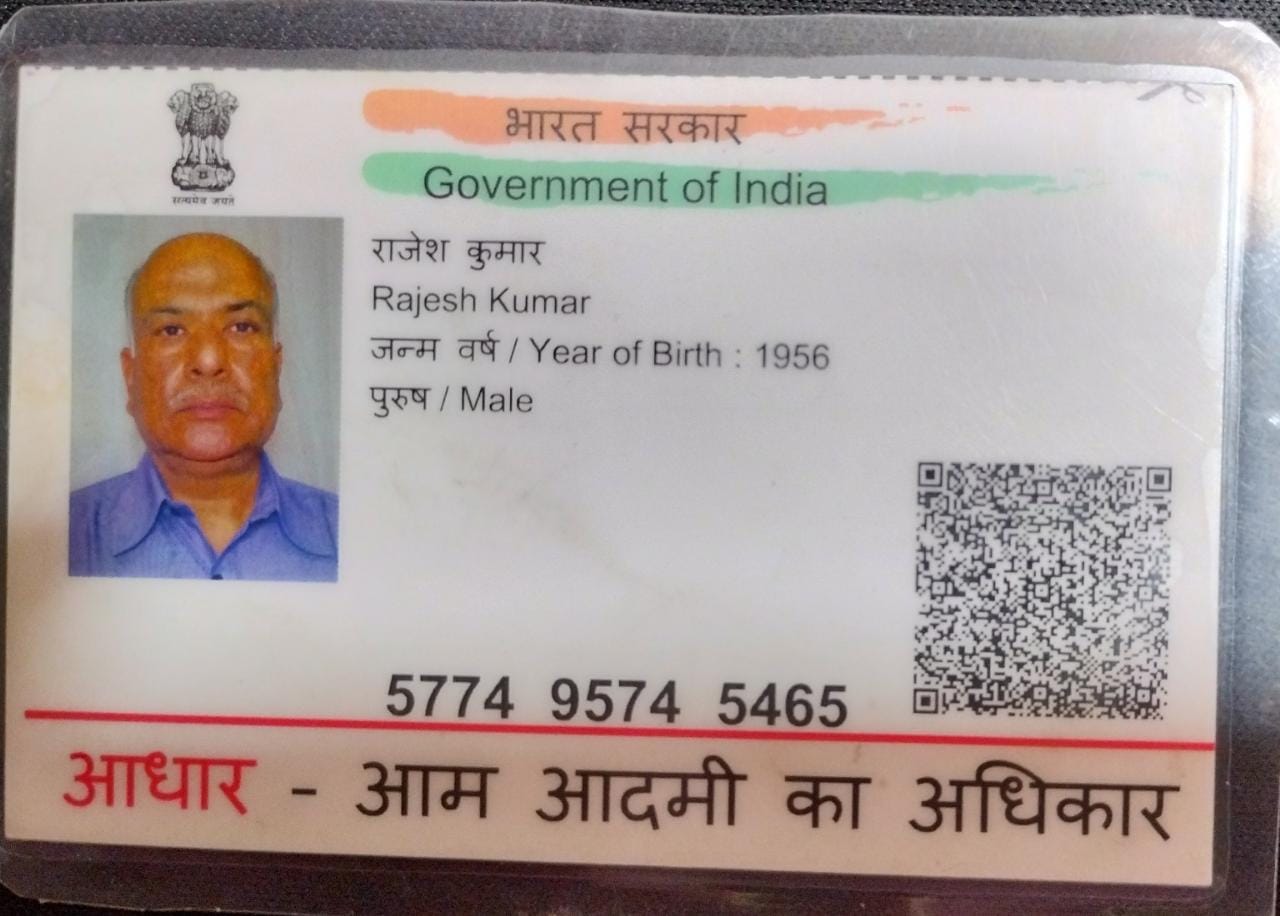 भारत सरकार
Government of India
सत्यमेव जयते
राजेश कुमार
Rajesh Kumar
जन्म वर्ष / Year of Birth : 1956
पुरुष / Male
5774 9574 5465
आधार - आम आदमी का अधिकार